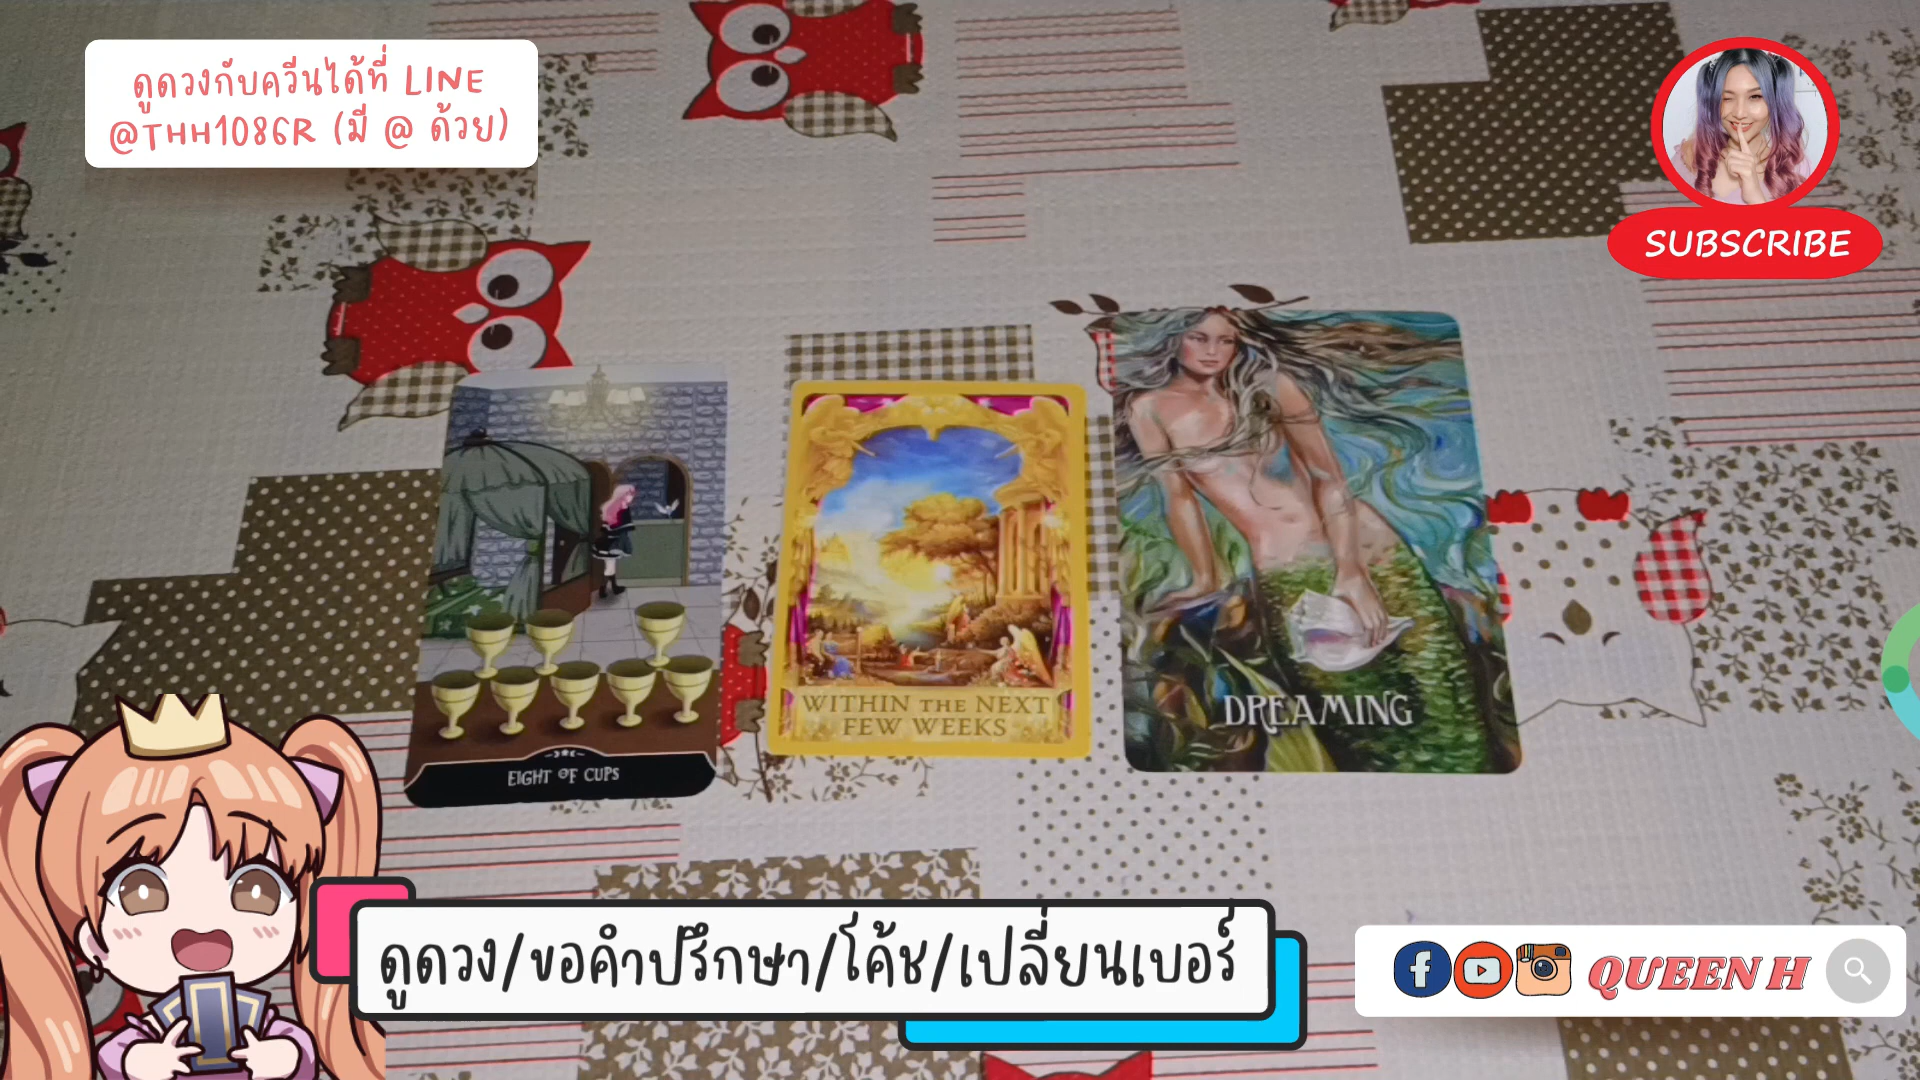 ดูดวงกับควีนได้ที่ LINE
@THH1086R (มี @ ด้วย)
SUBSCRIBE
WITHIN THE NEXT
FEW WEEKS
DREAMING
EIGHT OF CUPS
ดูดวง/ขอคำปรึกษา/โค้ช/เปลี่ยนเบอร์
QUEEN H